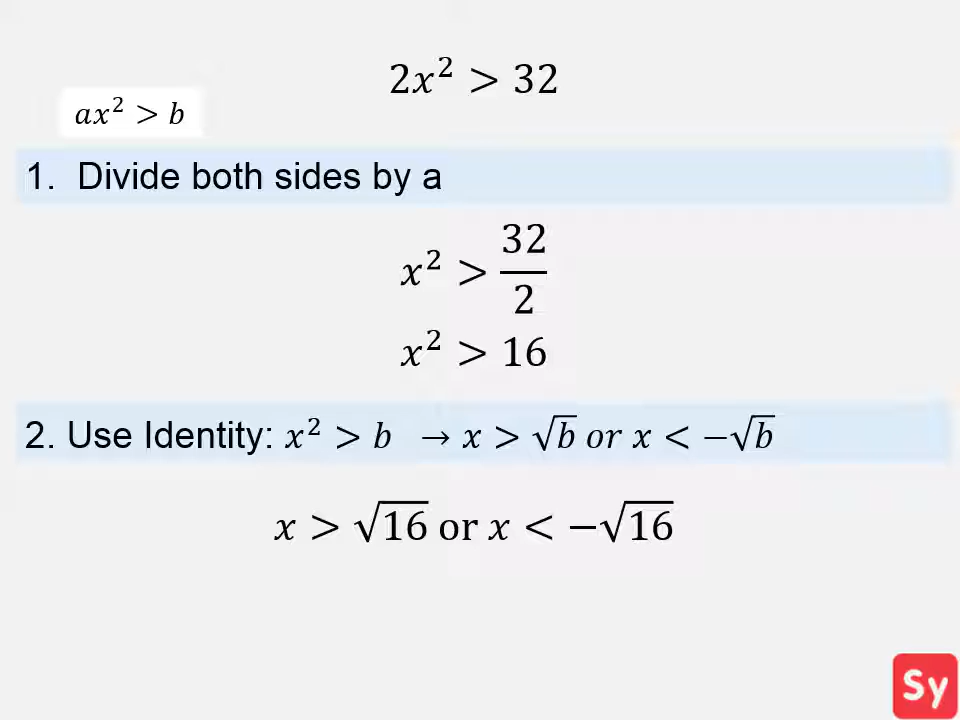 2x² > 32
ax² > b
1. Divide both sides by a
x² > 32/2
x² > 16
2. Use Identity: x² > b → x > √b or x < −√b
x > √16 or x < −√16
Sy